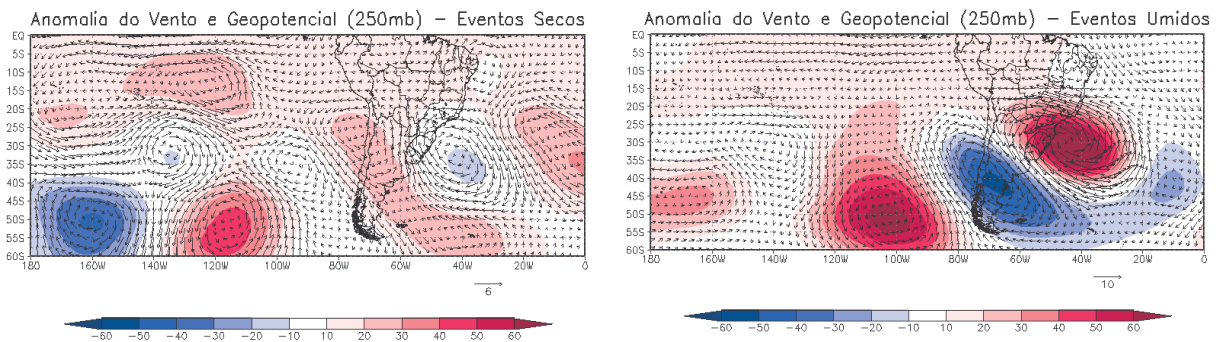 Anomalia do Vento e Geopotencial (250mb) – Eventos Secos
EQ
5S
10S
15S
20S
25S
30S
35S
40S
45S
50S
55S
60S
180 160W 140W 120W 100W 80W 60W 40W 20W 0
6
−60 −50 −30 −20 −10 10 20 30 40 50 60
Anomalia do Vento e Geopotencial (250mb) – Eventos Umidos
EQ
5S
10S
15S
20S
25S
30S
35S
40S
45S
50S
55S
60S
180 160W 140W 120W 100W 80W 60W 40W 20W 0
10
−60 −50 −40 −30 −20 −10 10 20 30 40 50 60